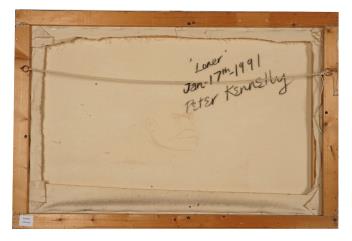 'Loner'
Jan-17th-1991
Peter Kennelly